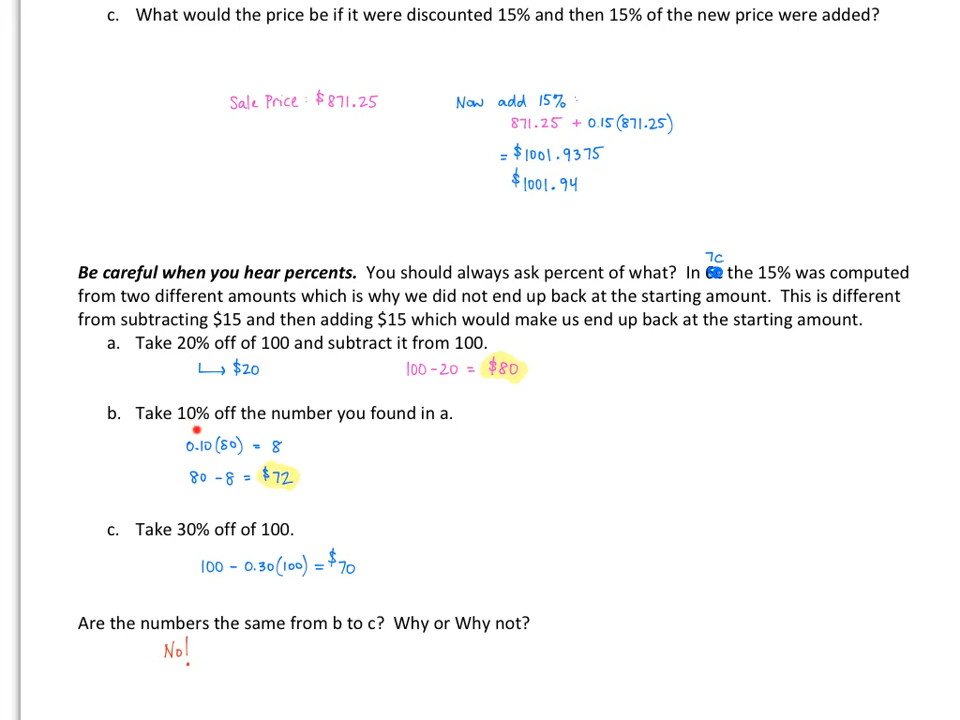 c. What would the price be if it were discounted 15% and then 15% of the new price were added?
Sale Price: $871.25
Now add 15%:
871.25 + 0.15(871.25)
= $1001.9375
$1001.94
7c
Be careful when you hear percents. You should always ask percent of what? In the 15% was computed
from two different amounts which is why we did not end up back at the starting amount. This is different
from subtracting $15 and then adding $15 which would make us end up back at the starting amount.
a. Take 20% off of 100 and subtract it from 100.
↳ $20 100 - 20 = $80
b. Take 10% off the number you found in a.
0.10(80) = 8
80 - 8 = $72
c. Take 30% off of 100.
100 - 0.30(100) = $70
Are the numbers the same from b to c? Why or Why not?
No!